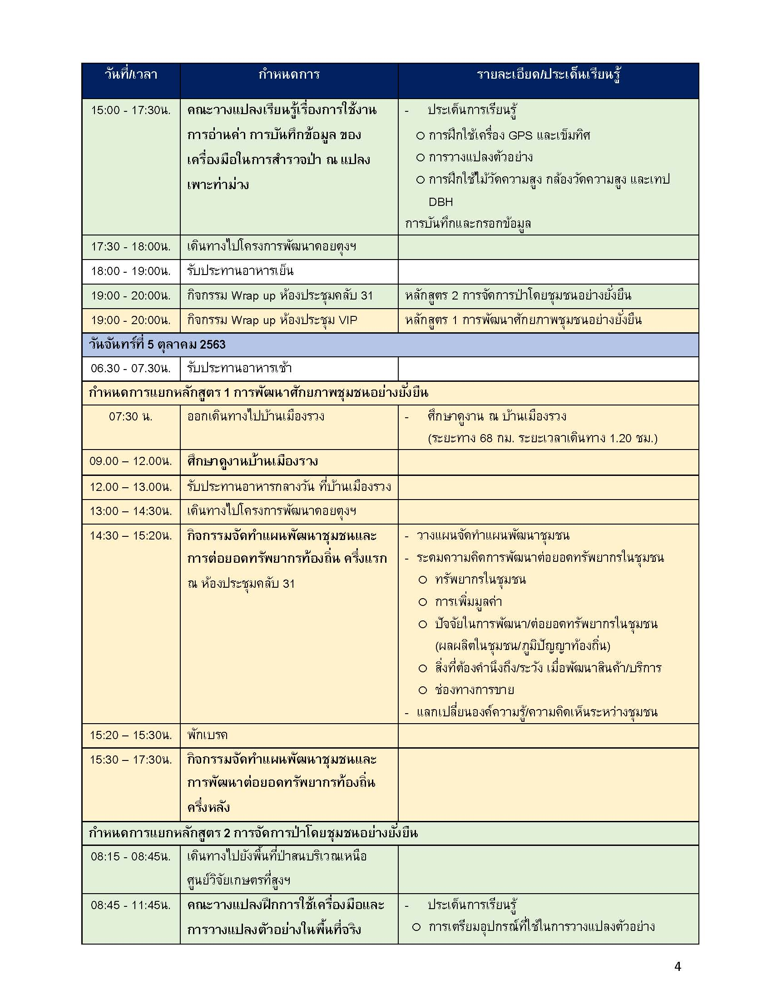 วันที่/เวลา
กำหนดการ
รายละเอียด/ประเด็นเรียนรู้
15:00 - 17:30น.
คณะวางแปลงเรียนรู้เรื่องการใช้งาน
การอ่านค่า การบันทึกข้อมูล ของ
เครื่องมือในการสำรวจป่า ณ แปลง
เพาะท่าม่วง
- ประเด็นการเรียนรู้
○ การฝึกใช้เครื่อง GPS และเข็มทิศ
○ การวางแปลงตัวอย่าง
○ การฝึกใช้ไม้วัดความสูง กล้องวัดความสูง และเทป
DBH
การบันทึกและกรอกข้อมูล
17:30 - 18:00น.
เดินทางไปโครงการพัฒนาดอยตุงฯ
18:00 - 19:00น.
รับประทานอาหารเย็น
19:00 - 20:00น.
กิจกรรม Wrap up ห้องประชุมคลับ 31
หลักสูตร 2 การจัดการป่าโดยชุมชนอย่างยั่งยืน
19:00 - 20:00น.
กิจกรรม Wrap up ห้องประชุม VIP
หลักสูตร 1 การพัฒนาศักยภาพชุมชนอย่างยั่งยืน
วันจันทร์ที่ 5 ตุลาคม 2563
06.30 - 07.30น.
รับประทานอาหารเช้า
กำหนดการแยกหลักสูตร 1 การพัฒนาศักยภาพชุมชนอย่างยั่งยืน
07:30 น.
ออกเดินทางไปบ้านเมืองรวง
- ศึกษาดูงาน ณ บ้านเมืองรวง
(ระยะทาง 68 กม. ระยะเวลาเดินทาง 1.20 ชม.)
09.00 – 12.00น.
ศึกษาดูงานบ้านเมืองรวง
12.00 – 13.00น.
รับประทานอาหารกลางวัน ที่บ้านเมืองรวง
13:00 – 14:30น.
เดินทางไปโครงการพัฒนาดอยตุงฯ
14:30 – 15:20น.
กิจกรรมจัดทำแผนพัฒนาชุมชนและ
การต่อยอดทรัพยากรท้องถิ่น ครึ่งแรก
ณ ห้องประชุมคลับ 31
- วางแผนจัดทำแผนพัฒนาชุมชน
- ระดมความคิดการพัฒนาต่อยอดทรัพยากรในชุมชน
○ ทรัพยากรในชุมชน
○ การเพิ่มมูลค่า
○ ปัจจัยในการพัฒนา/ต่อยอดทรัพยากรในชุมชน
(ผลผลิตในชุมชน/ภูมิปัญญาท้องถิ่น)
○ สิ่งที่ต้องคำนึงถึง/ระวัง เมื่อพัฒนาสินค้า/บริการ
○ ช่องทางการขาย
- แลกเปลี่ยนองค์ความรู้/ความคิดเห็นระหว่างชุมชน
15:20 – 15:30น.
พักเบรค
15:30 – 17:30น.
กิจกรรมจัดทำแผนพัฒนาชุมชนและ
การพัฒนาต่อยอดทรัพยากรท้องถิ่น
ครึ่งหลัง
กำหนดการแยกหลักสูตร 2 การจัดการป่าโดยชุมชนอย่างยั่งยืน
08:15 - 08:45น.
เดินทางไปยังพื้นที่ป่าสนบริเวณเหนือ
ศูนย์วิจัยเกษตรที่สูงฯ
08:45 - 11:45น.
คณะวางแปลงฝึกการใช้เครื่องมือและ
การวางแปลงตัวอย่างในพื้นที่จริง
- ประเด็นการเรียนรู้
○ การเตรียมอุปกรณ์ที่ใช้ในการวางแปลงตัวอย่าง
4